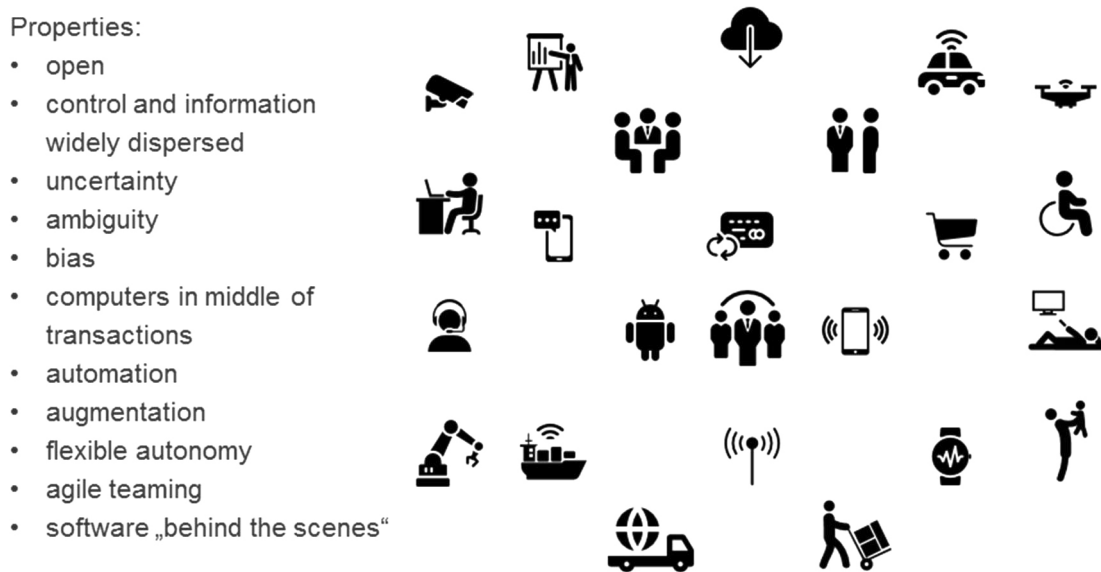 Properties:
• open
• control and information
widely dispersed
• uncertainty
• ambiguity
• bias
• computers in middle of
transactions
• automation
• augmentation
• flexible autonomy
• agile teaming
• software „behind the scenes“